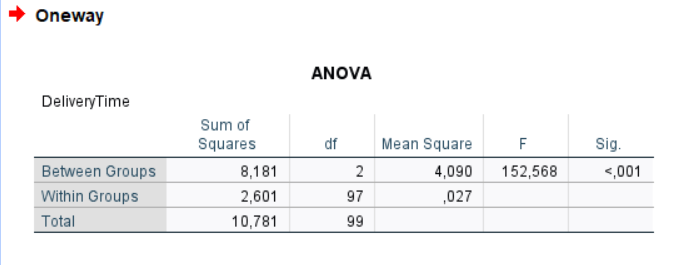 Oneway
ANOVA
DeliveryTime
Sum of
Squares df Mean Square F Sig.
Between Groups 8,181 2 4,090 152,568 <,001
Within Groups 2,601 97 ,027
Total 10,781 99